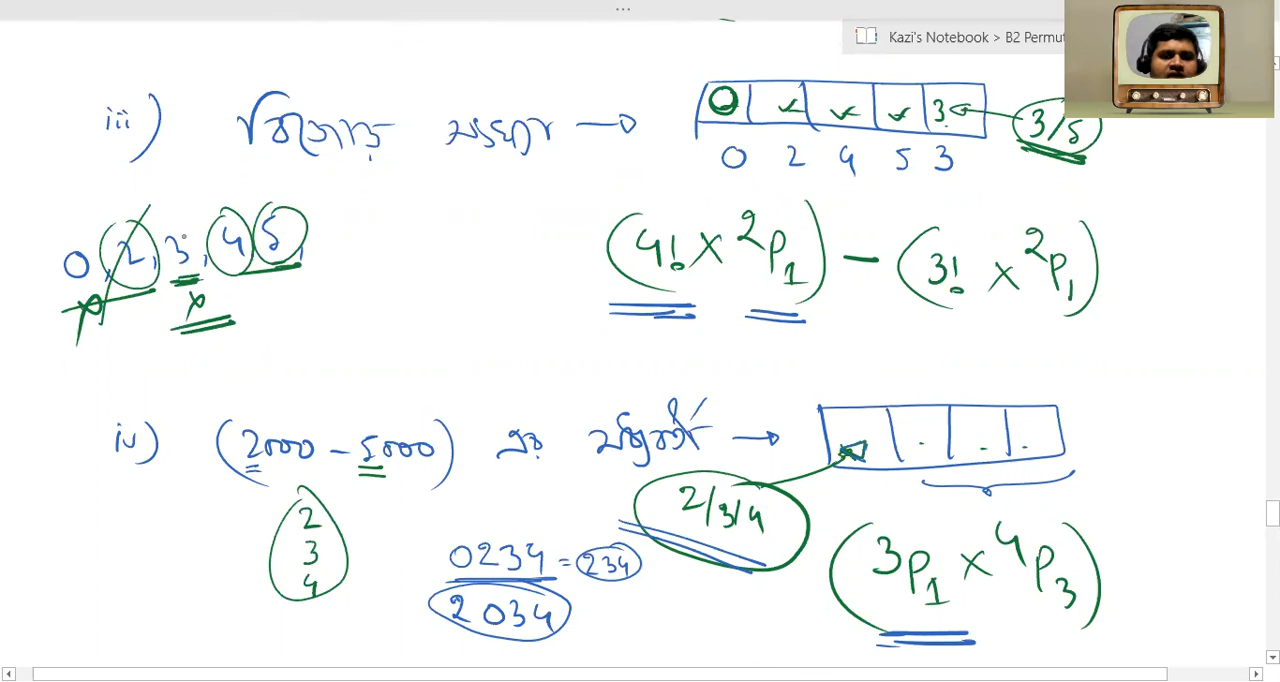 Kazi's Notebook > B2 Permut
iii) বিজোড় সংখ্যা → 0 ✓ ✓ ✓ 3 ← 3/5
0 2 4 5 3
0, 2, 3, 4, 5,
(4! × ²P₁) − (3! × ²P₁)
iv) (2000 − 5000) এর মধ্যবর্তী →
2/3/4
2
3
4
0234 = 234
2034
(³P₁ × ⁴P₃)